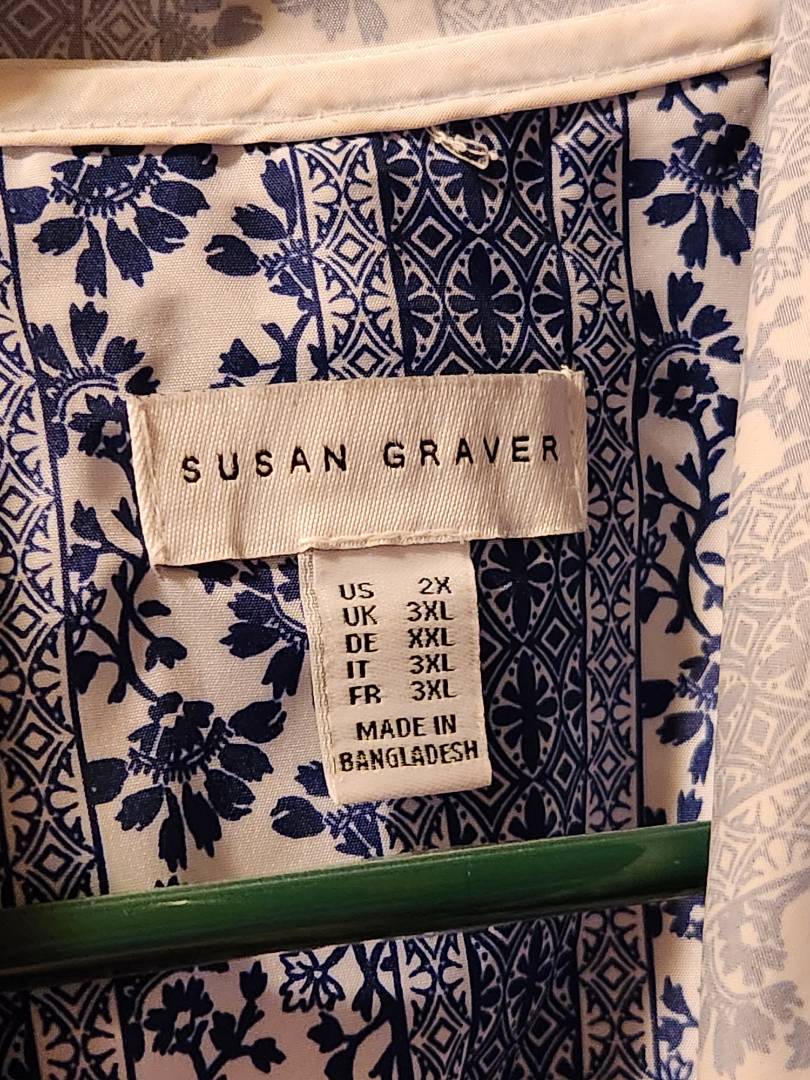 SUSAN GRAVER
US 2X
UK 3XL
DE XXL
IT 3XL
FR 3XL
MADE IN
BANGLADESH